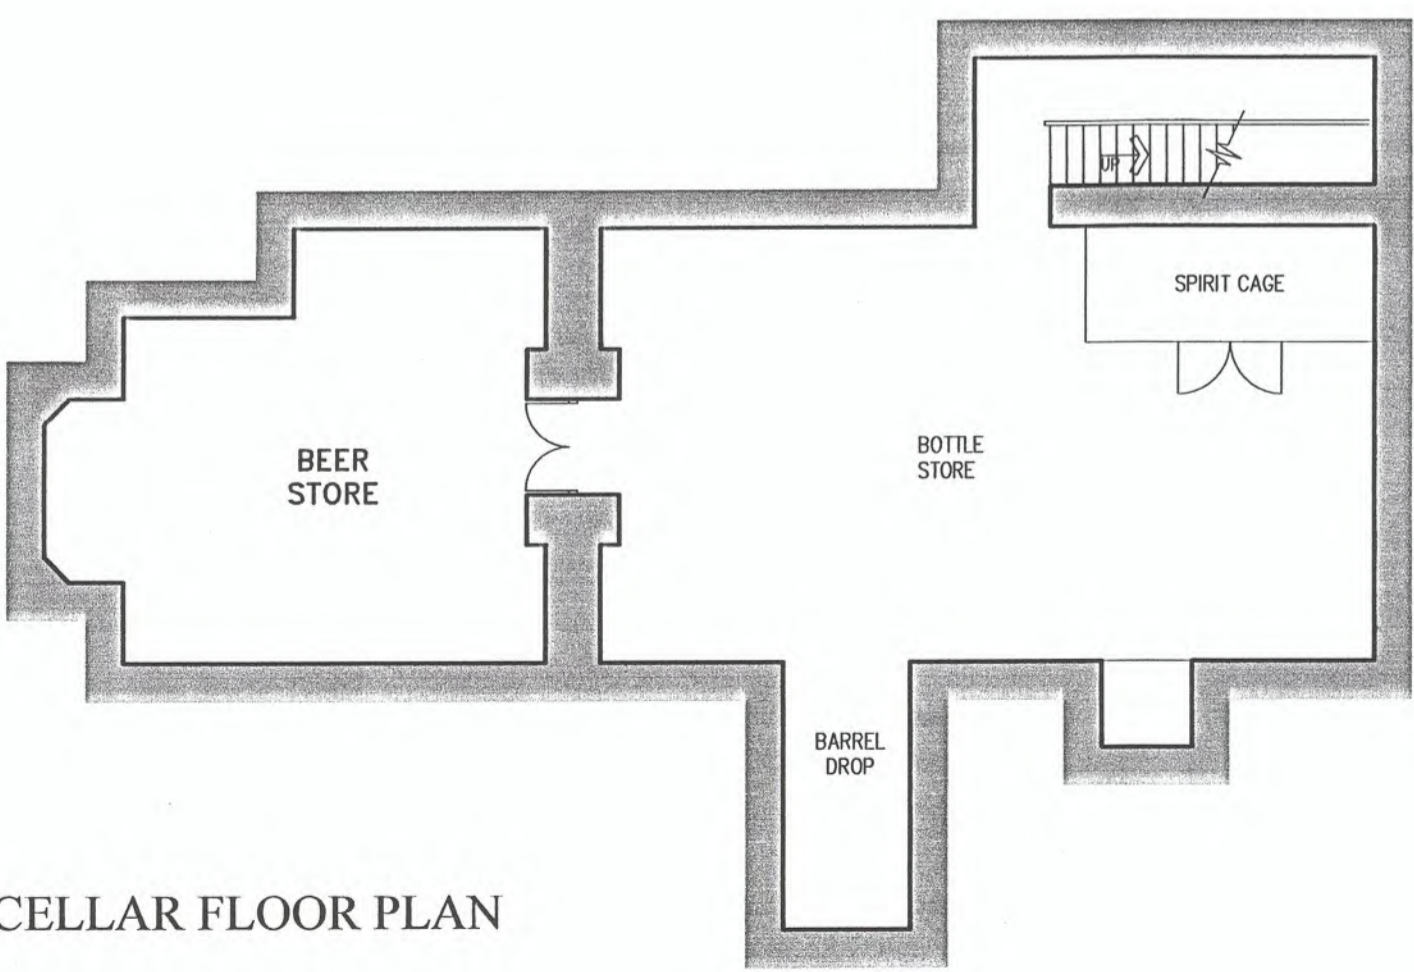 UP
SPIRIT CAGE
BEER
STORE
BOTTLE
STORE
BARREL
DROP
CELLAR FLOOR PLAN